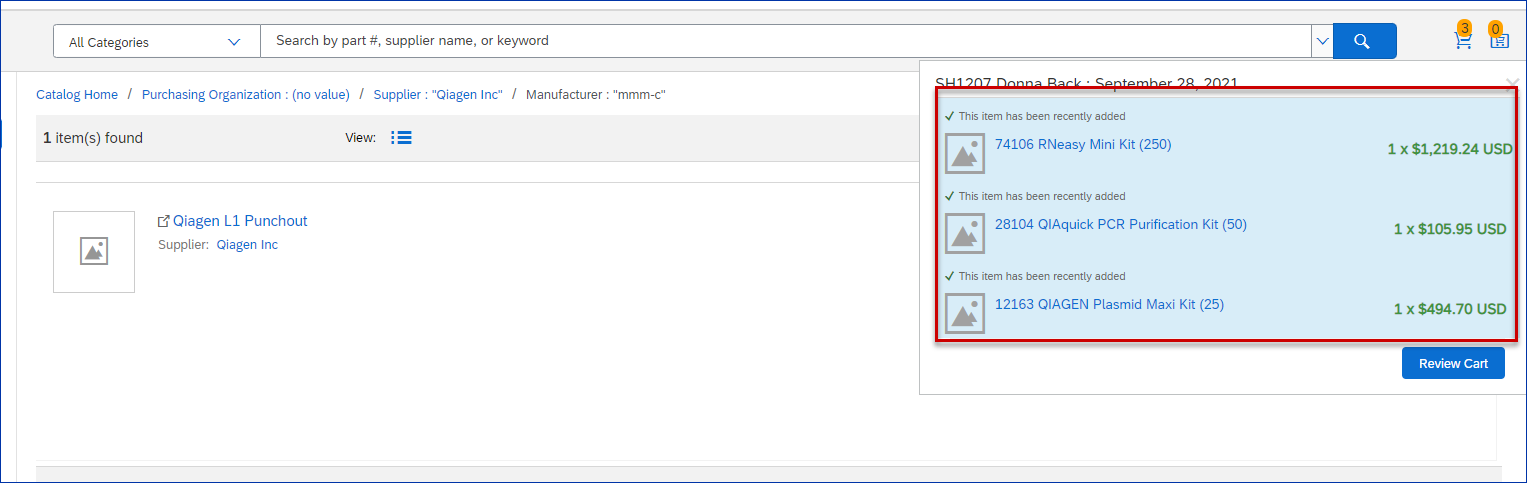 All Categories
Search by part #, supplier name, or keyword
3
0
SH1207 Donna Back : September 28, 2021
Catalog Home / Purchasing Organization : (no value) / Supplier : "Qiagen Inc" / Manufacturer : "mmm-c"
1 item(s) found
View:
Qiagen L1 Punchout
Supplier: Qiagen Inc
This item has been recently added
74106 RNeasy Mini Kit (250)
1 x $1,219.24 USD
This item has been recently added
28104 QIAquick PCR Purification Kit (50)
1 x $105.95 USD
This item has been recently added
12163 QIAGEN Plasmid Maxi Kit (25)
1 x $494.70 USD
Review Cart